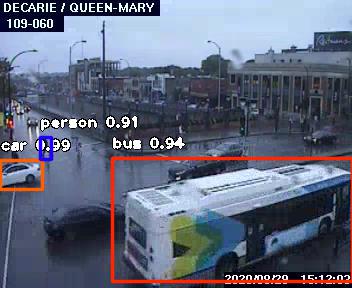 DECARIE / QUEEN-MARY
109-060
person 0.91
car 0.99
bus 0.94
2020/09/29 15:12:02